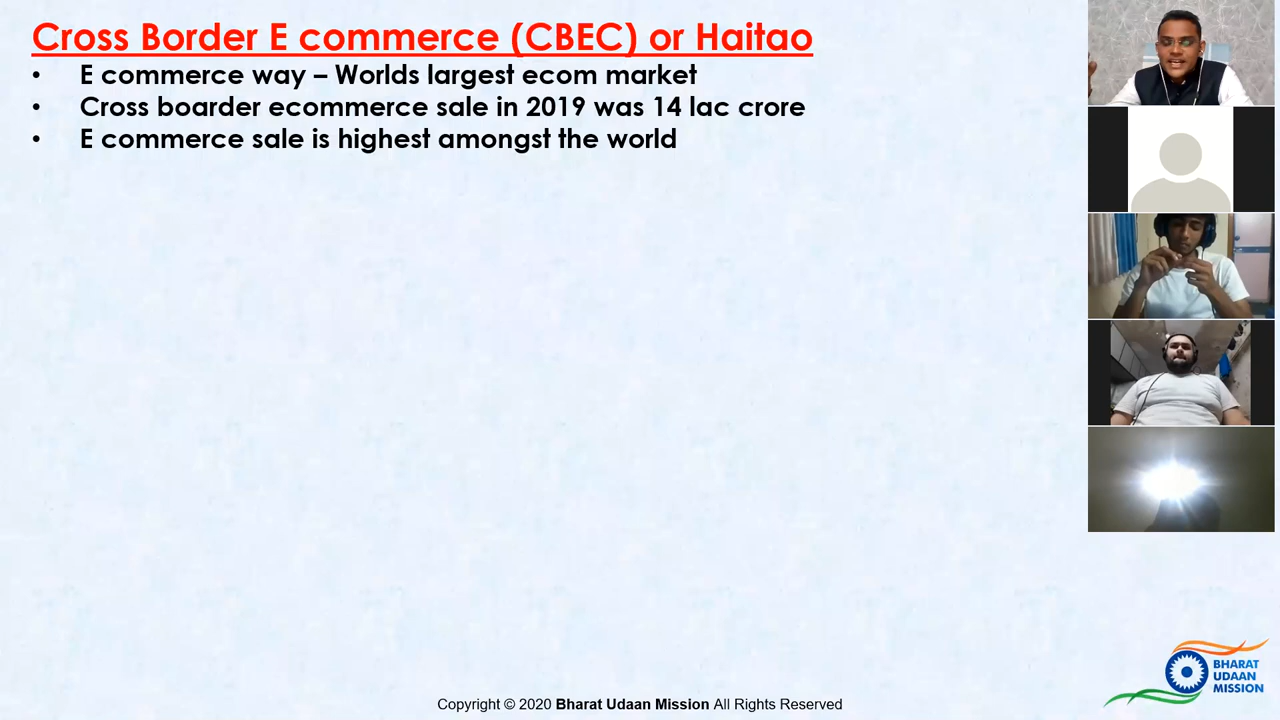 Cross Border E commerce (CBEC) or Haitao
• E commerce way – Worlds largest ecom market
• Cross boarder ecommerce sale in 2019 was 14 lac crore
• E commerce sale is highest amongst the world
BHARAT
UDAAN
MISSION
Copyright © 2020 Bharat Udaan Mission All Rights Reserved